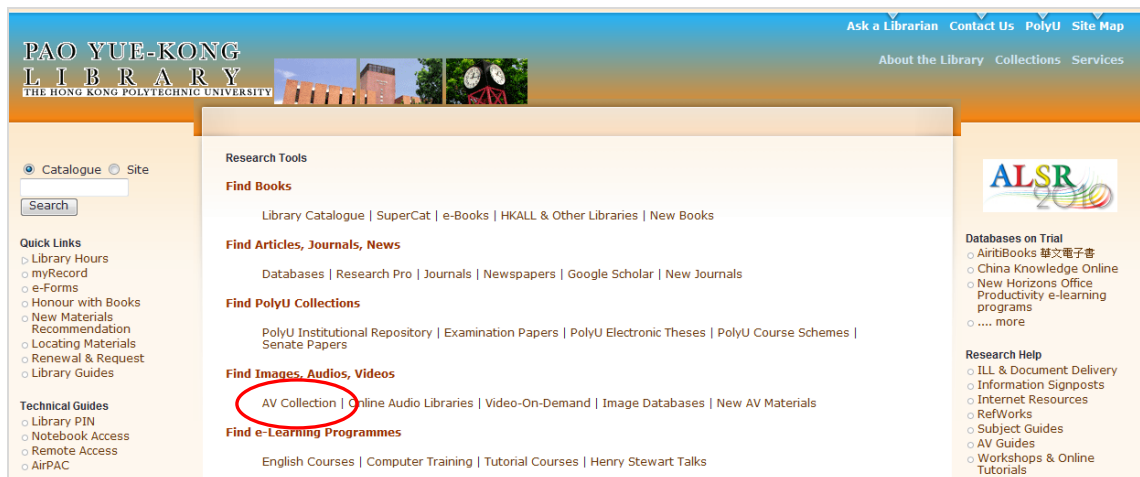 Ask a Librarian Contact Us PolyU Site Map
PAO YUE-KONG
LIBRARY
THE HONG KONG POLYTECHNIC UNIVERSITY
About the Library Collections Services
Catalogue Site
Search
Quick Links
Library Hours
myRecord
e-Forms
Honour with Books
New Materials
Recommendation
Locating Materials
Renewal & Request
Library Guides
Technical Guides
Library PIN
Notebook Access
Remote Access
AirPAC
Research Tools
Find Books
Library Catalogue | SuperCat | e-Books | HKALL & Other Libraries | New Books
Find Articles, Journals, News
Databases | Research Pro | Journals | Newspapers | Google Scholar | New Journals
Find PolyU Collections
PolyU Institutional Repository | Examination Papers | PolyU Electronic Theses | PolyU Course Schemes |
Senate Papers
Find Images, Audios, Videos
AV Collection | Online Audio Libraries | Video-On-Demand | Image Databases | New AV Materials
Find e-Learning Programmes
English Courses | Computer Training | Tutorial Courses | Henry Stewart Talks
ALSR
2010
Databases on Trial
AiritiBooks 華文電子書
China Knowledge Online
New Horizons Office
Productivity e-learning
programs
.... more
Research Help
ILL & Document Delivery
Information Signposts
Internet Resources
RefWorks
Subject Guides
AV Guides
Workshops & Online
Tutorials